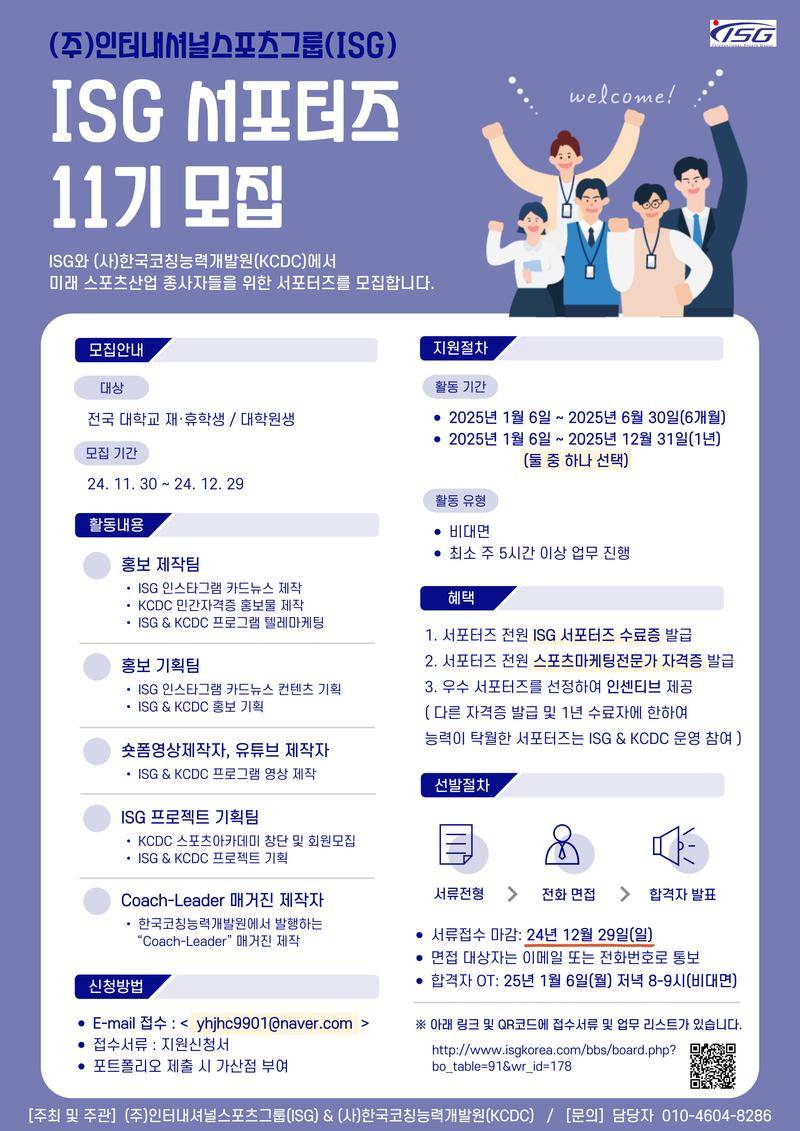 (주)인터내셔널스포츠그룹(ISG)
ISG
ISG 서포터즈
11기 모집
welcome!
ISG와 (사)한국코칭능력개발원(KCDC)에서
미래 스포츠산업 종사자들을 위한 서포터즈를 모집합니다.
모집안내
대상
전국 대학교 재·휴학생 / 대학원생
모집 기간
24. 11. 30 ~ 24. 12. 29
활동내용
홍보 제작팀
• ISG 인스타그램 카드뉴스 제작
• KCDC 민간자격증 홍보물 제작
• ISG & KCDC 프로그램 텔레마케팅
홍보 기획팀
• ISG 인스타그램 카드뉴스 컨텐츠 기획
• ISG & KCDC 홍보 기획
숏폼영상제작자, 유튜브 제작자
• ISG & KCDC 프로그램 영상 제작
ISG 프로젝트 기획팀
• KCDC 스포츠아카데미 창단 및 회원모집
• ISG & KCDC 프로젝트 기획
Coach-Leader 매거진 제작자
• 한국코칭능력개발원에서 발행하는
“Coach-Leader” 매거진 제작
신청방법
• E-mail 접수 : < yhjhc9901@naver.com >
• 접수서류 : 지원신청서
• 포트폴리오 제출 시 가산점 부여
지원절차
활동 기간
• 2025년 1월 6일 ~ 2025년 6월 30일(6개월)
• 2025년 1월 6일 ~ 2025년 12월 31일(1년)
(둘 중 하나 선택)
활동 유형
• 비대면
• 최소 주 5시간 이상 업무 진행
혜택
1. 서포터즈 전원 ISG 서포터즈 수료증 발급
2. 서포터즈 전원 스포츠마케팅전문가 자격증 발급
3. 우수 서포터즈를 선정하여 인센티브 제공
( 다른 자격증 발급 및 1년 수료자에 한하여
능력이 탁월한 서포터즈는 ISG & KCDC 운영 참여 )
선발절차
서류전형 > 전화 면접 > 합격자 발표
• 서류접수 마감: 24년 12월 29일(일)
• 면접 대상자는 이메일 또는 전화번호로 통보
• 합격자 OT: 25년 1월 6일(월) 저녁 8-9시(비대면)
※ 아래 링크 및 QR코드에 접수서류 및 업무 리스트가 있습니다.
http://www.isgkorea.com/bbs/board.php?
bo_table=91&wr_id=178
[주최 및 주관] (주)인터내셔널스포츠그룹(ISG) & (사)한국코칭능력개발원(KCDC) / [문의] 담당자 010-4604-8286